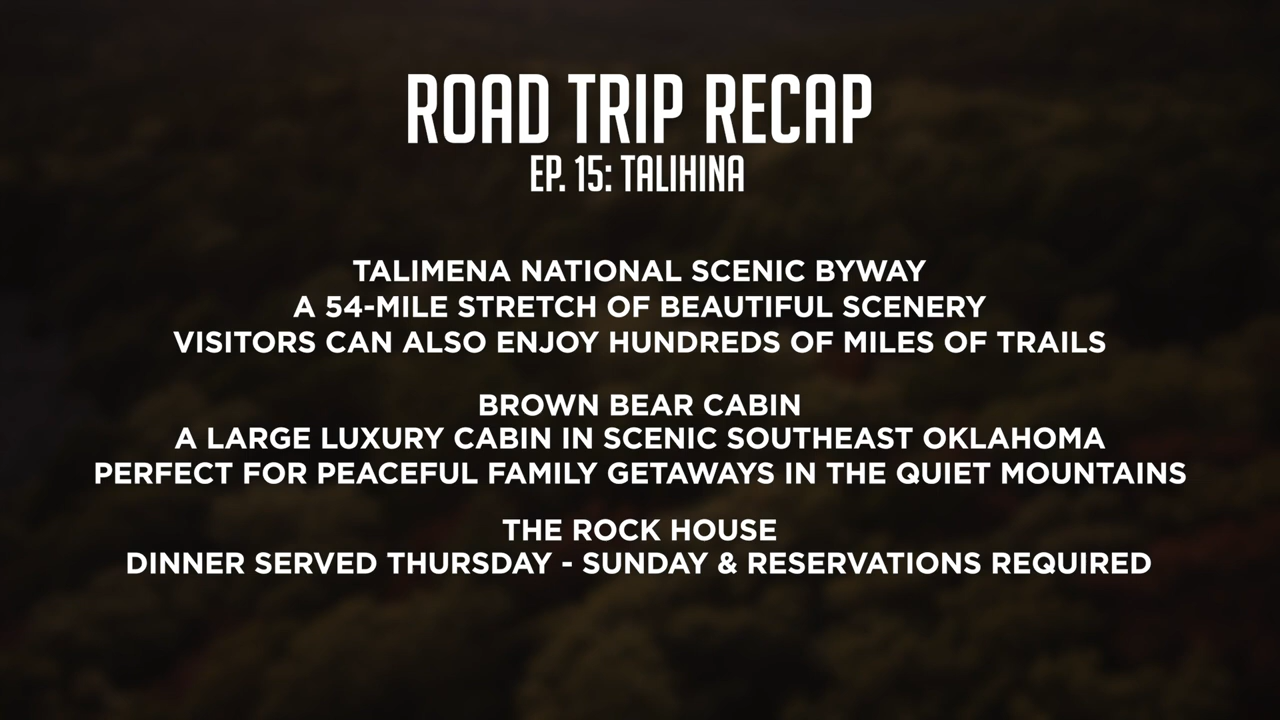 ROAD TRIP RECAP
EP. 15: TALIHINA
TALIMENA NATIONAL SCENIC BYWAY
A 54-MILE STRETCH OF BEAUTIFUL SCENERY
VISITORS CAN ALSO ENJOY HUNDREDS OF MILES OF TRAILS
BROWN BEAR CABIN
A LARGE LUXURY CABIN IN SCENIC SOUTHEAST OKLAHOMA
PERFECT FOR PEACEFUL FAMILY GETAWAYS IN THE QUIET MOUNTAINS
THE ROCK HOUSE
DINNER SERVED THURSDAY - SUNDAY & RESERVATIONS REQUIRED